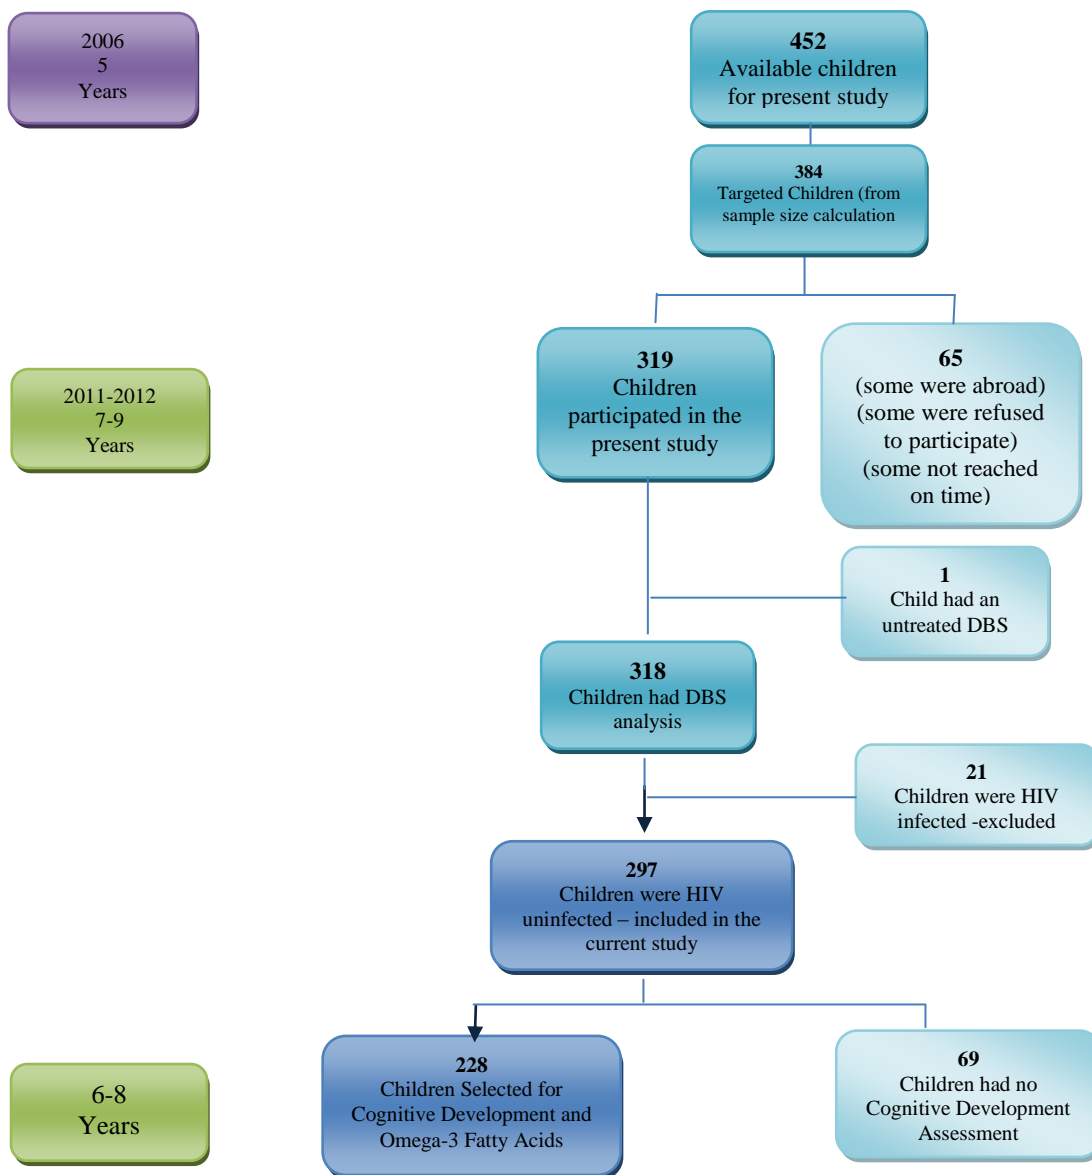 2006
5
Years
452
Available children
for present study
384
Targeted Children (from
sample size calculation
319
Children
participated in the
present study
65
(some were abroad)
(some were refused
to participate)
(some not reached
on time)
2011-2012
7-9
Years
1
Child had an
untreated DBS
318
Children had DBS
analysis
21
Children were HIV
infected -excluded
297
Children were HIV
uninfected – included in the
current study
228
Children Selected for
Cognitive Development and
Omega-3 Fatty Acids
69
Children had no
Cognitive Development
Assessment
6-8
Years